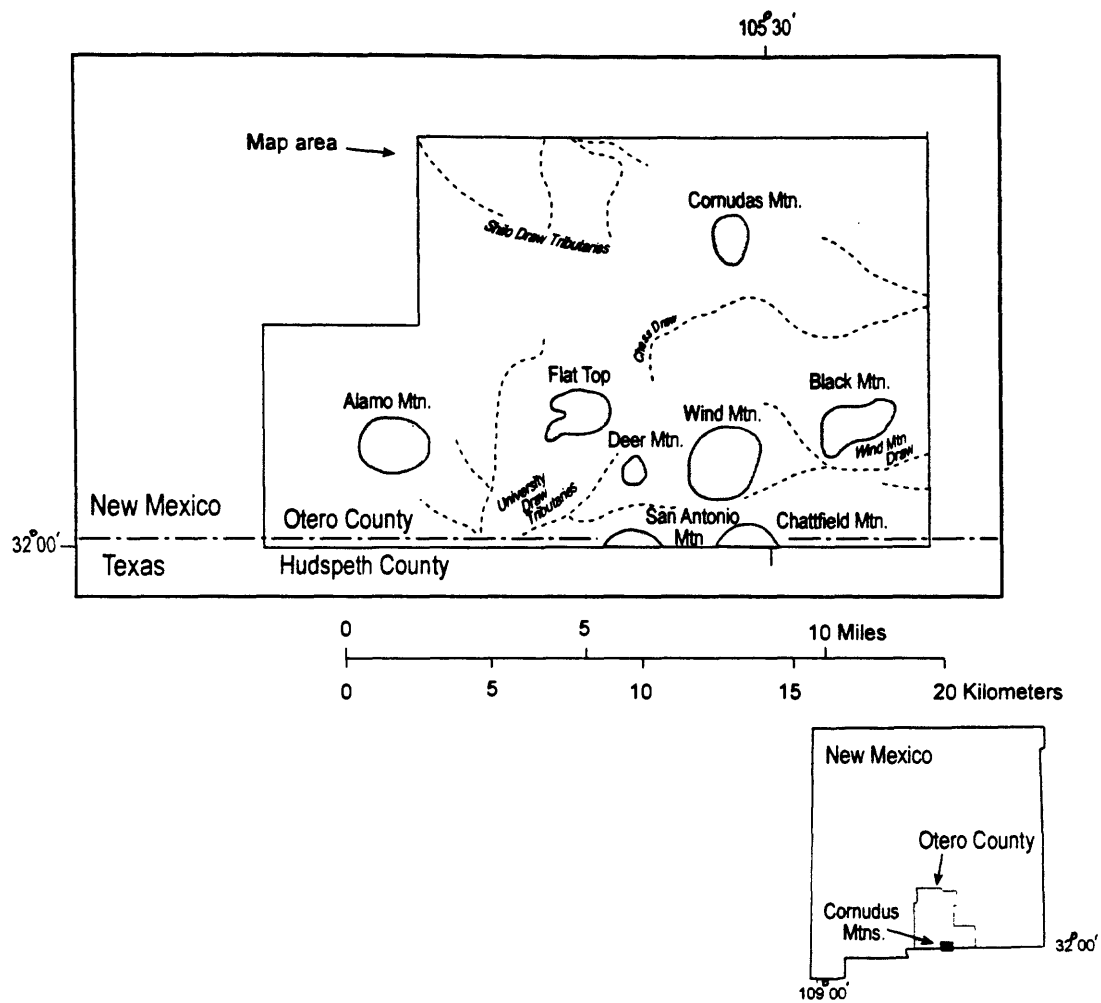 105°30′
Map area
Cornudas Mtn.
Shilo Draw Tributaries
Chess Draw
Flat Top
Black Mtn.
Alamo Mtn.
Wind Mtn.
Deer Mtn.
Wind Mtn
Draw
University
Draw
Tributaries
New Mexico
Otero County
San Antonio
Mtn
Chattfield Mtn.
32°00′
Texas
Hudspeth County
0 5 10 Miles
0 5 10 15 20 Kilometers
New Mexico
Otero County
Cornudus
Mtns.
32°00′
109°00′